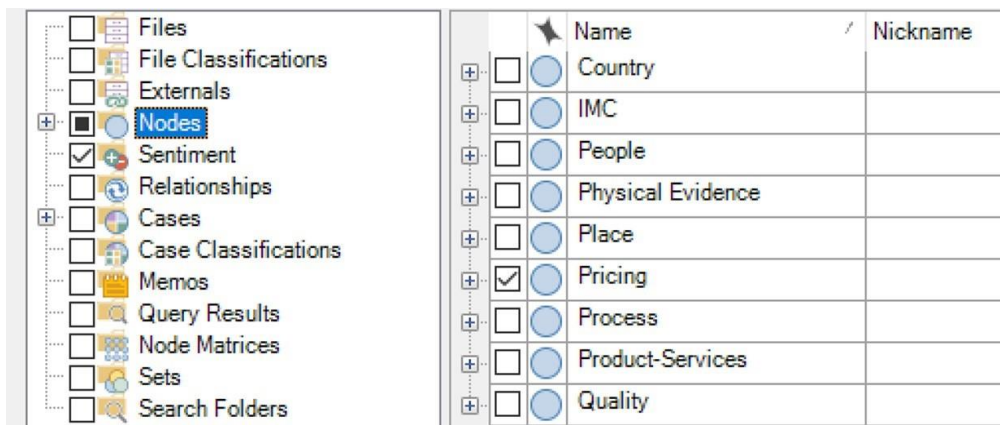 Files
File Classifications
Externals
Nodes
Sentiment
Relationships
Cases
Case Classifications
Memos
Query Results
Node Matrices
Sets
Search Folders
Name Nickname
Country
IMC
People
Physical Evidence
Place
Pricing
Process
Product-Services
Quality